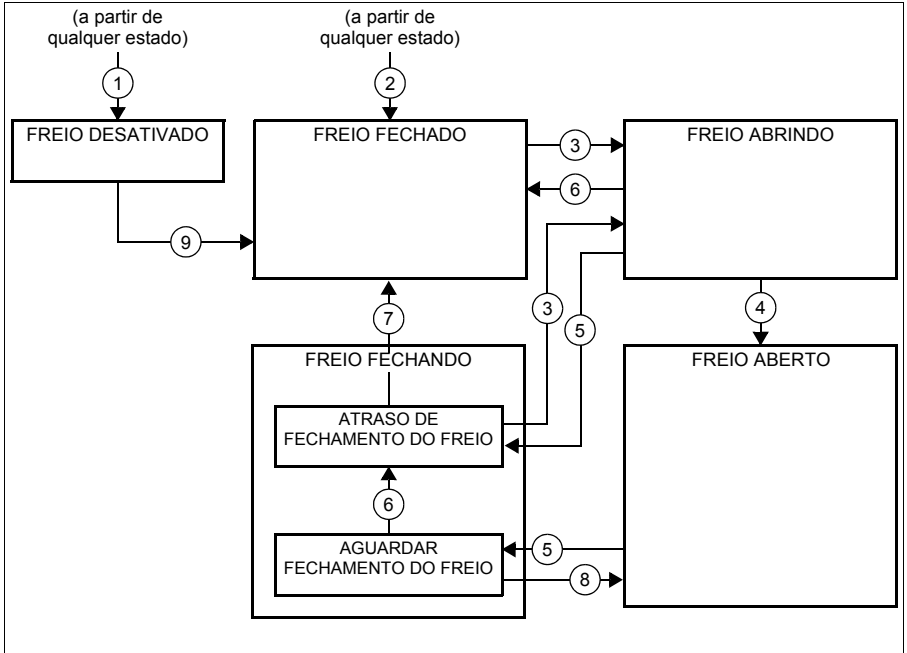 (a partir de
qualquer estado)
(a partir de
qualquer estado)
1
2
FREIO DESATIVADO
FREIO FECHADO
FREIO ABRINDO
3
6
9
3
5
4
7
FREIO FECHANDO
FREIO ABERTO
ATRASO DE
FECHAMENTO DO FREIO
6
AGUARDAR
FECHAMENTO DO FREIO
5
8